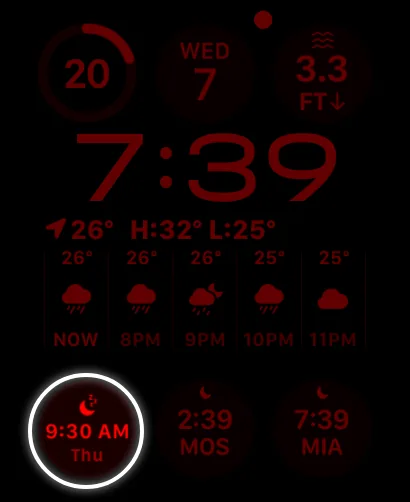 20
WED
7
3.3
FT↓
7:39
26° H:32° L:25°
26° 26° 26° 25° 25°
NOW 8PM 9PM 10PM 11PM
9:30 AM
Thu
2:39
MOS
7:39
MIA